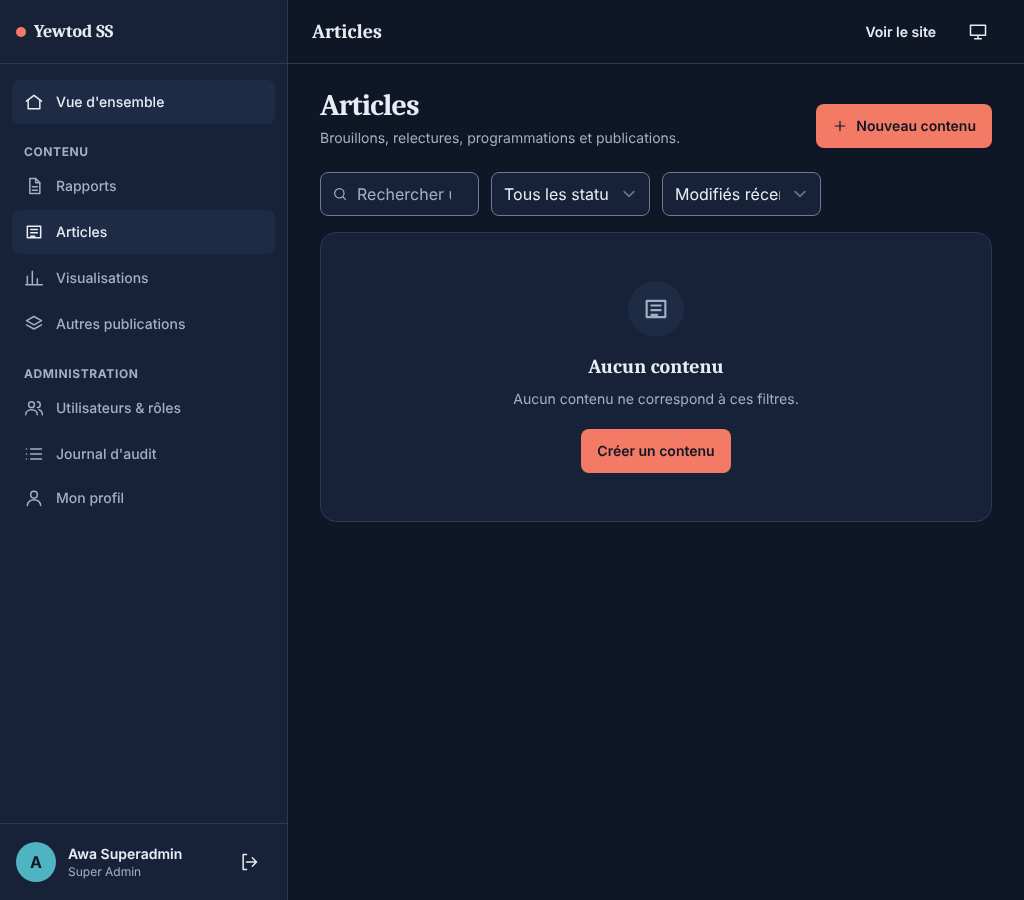 Yewtod SS
Articles
Voir le site
Vue d'ensemble
CONTENU
Rapports
Articles
Visualisations
Autres publications
ADMINISTRATION
Utilisateurs & rôles
Journal d'audit
Mon profil
A
Awa Superadmin
Super Admin
Articles
Brouillons, relectures, programmations et publications.
+ Nouveau contenu
Rechercher
Tous les statu
Modifiés réce
Aucun contenu
Aucun contenu ne correspond à ces filtres.
Créer un contenu